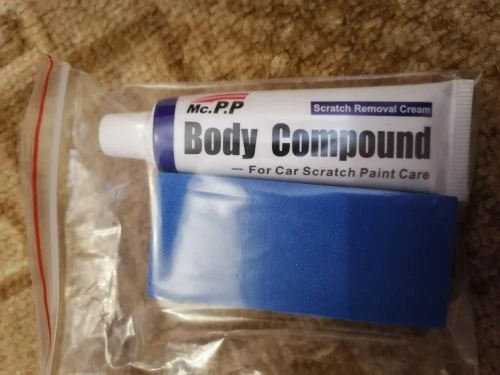 Mc.P.P
Scratch Removal Cream
Body Compound
— For Car Scratch Paint Care